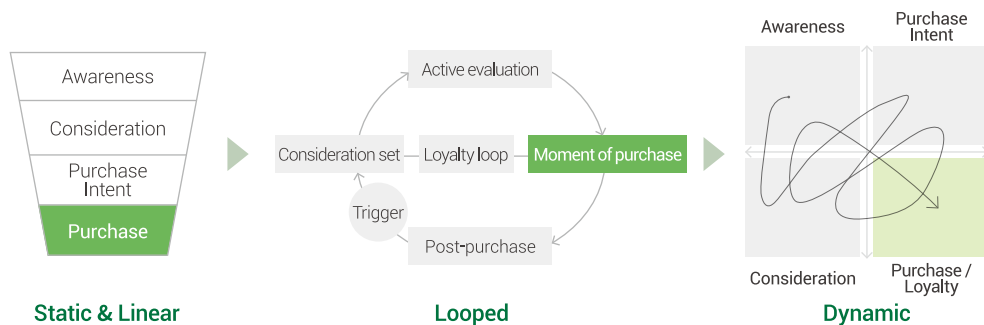 Awareness
Consideration
Purchase
Intent
Purchase
Static & Linear
Active evaluation
Consideration set
Loyalty loop
Moment of purchase
Trigger
Post-purchase
Looped
Awareness
Purchase
Intent
Consideration
Purchase /
Loyalty
Dynamic